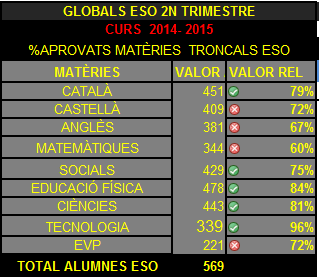 GLOBALS ESO 2N TRIMESTRE
CURS 2014- 2015
%APROVATS MATÈRIES TRONCALS ESO
MATÈRIES VALOR VALOR REL
CATALÀ 451 79%
CASTELLÀ 409 72%
ANGLÈS 381 67%
MATEMÀTIQUES 344 60%
SOCIALS 429 75%
EDUCACIÓ FÍSICA 478 84%
CIÈNCIES 443 81%
TECNOLOGIA 339 96%
EVP 221 72%
TOTAL ALUMNES ESO 569